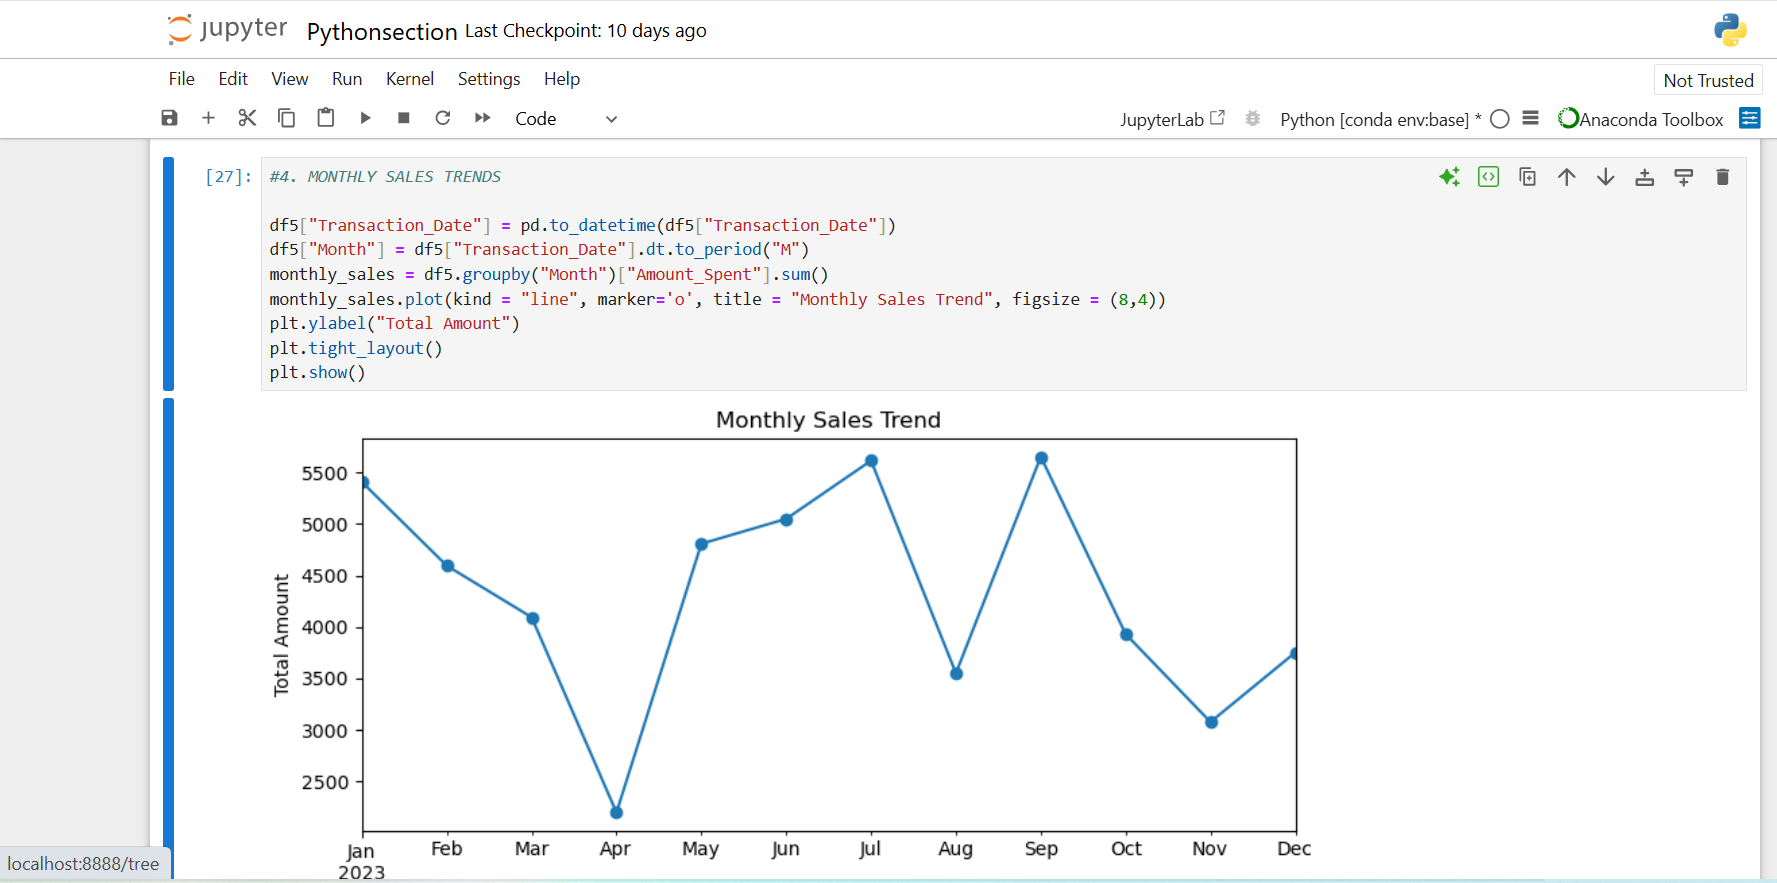 jupyter Pythonsection Last Checkpoint: 10 days ago
File Edit View Run Kernel Settings Help
Not Trusted
Code
JupyterLab Python [conda env:base] * Anaconda Toolbox
[27]: #4. MONTHLY SALES TRENDS
df5["Transaction_Date"] = pd.to_datetime(df5["Transaction_Date"])
df5["Month"] = df5["Transaction_Date"].dt.to_period("M")
monthly_sales = df5.groupby("Month")["Amount_Spent"].sum()
monthly_sales.plot(kind = "line", marker='o', title = "Monthly Sales Trend", figsize = (8,4))
plt.ylabel("Total Amount")
plt.tight_layout()
plt.show()
Monthly Sales Trend
5500
5000
4500
4000
3500
3000
2500
Total Amount
Jan Feb Mar Apr May Jun Jul Aug Sep Oct Nov Dec
2023
localhost:8888/tree